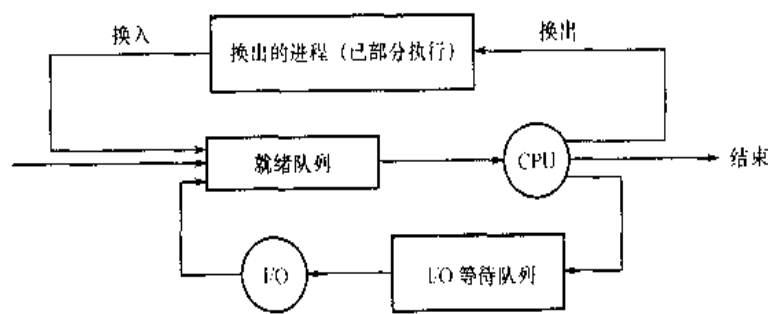 换入
换出的进程（已部分执行）
换出
就绪队列
CPU
结束
I/O
I/O 等待队列